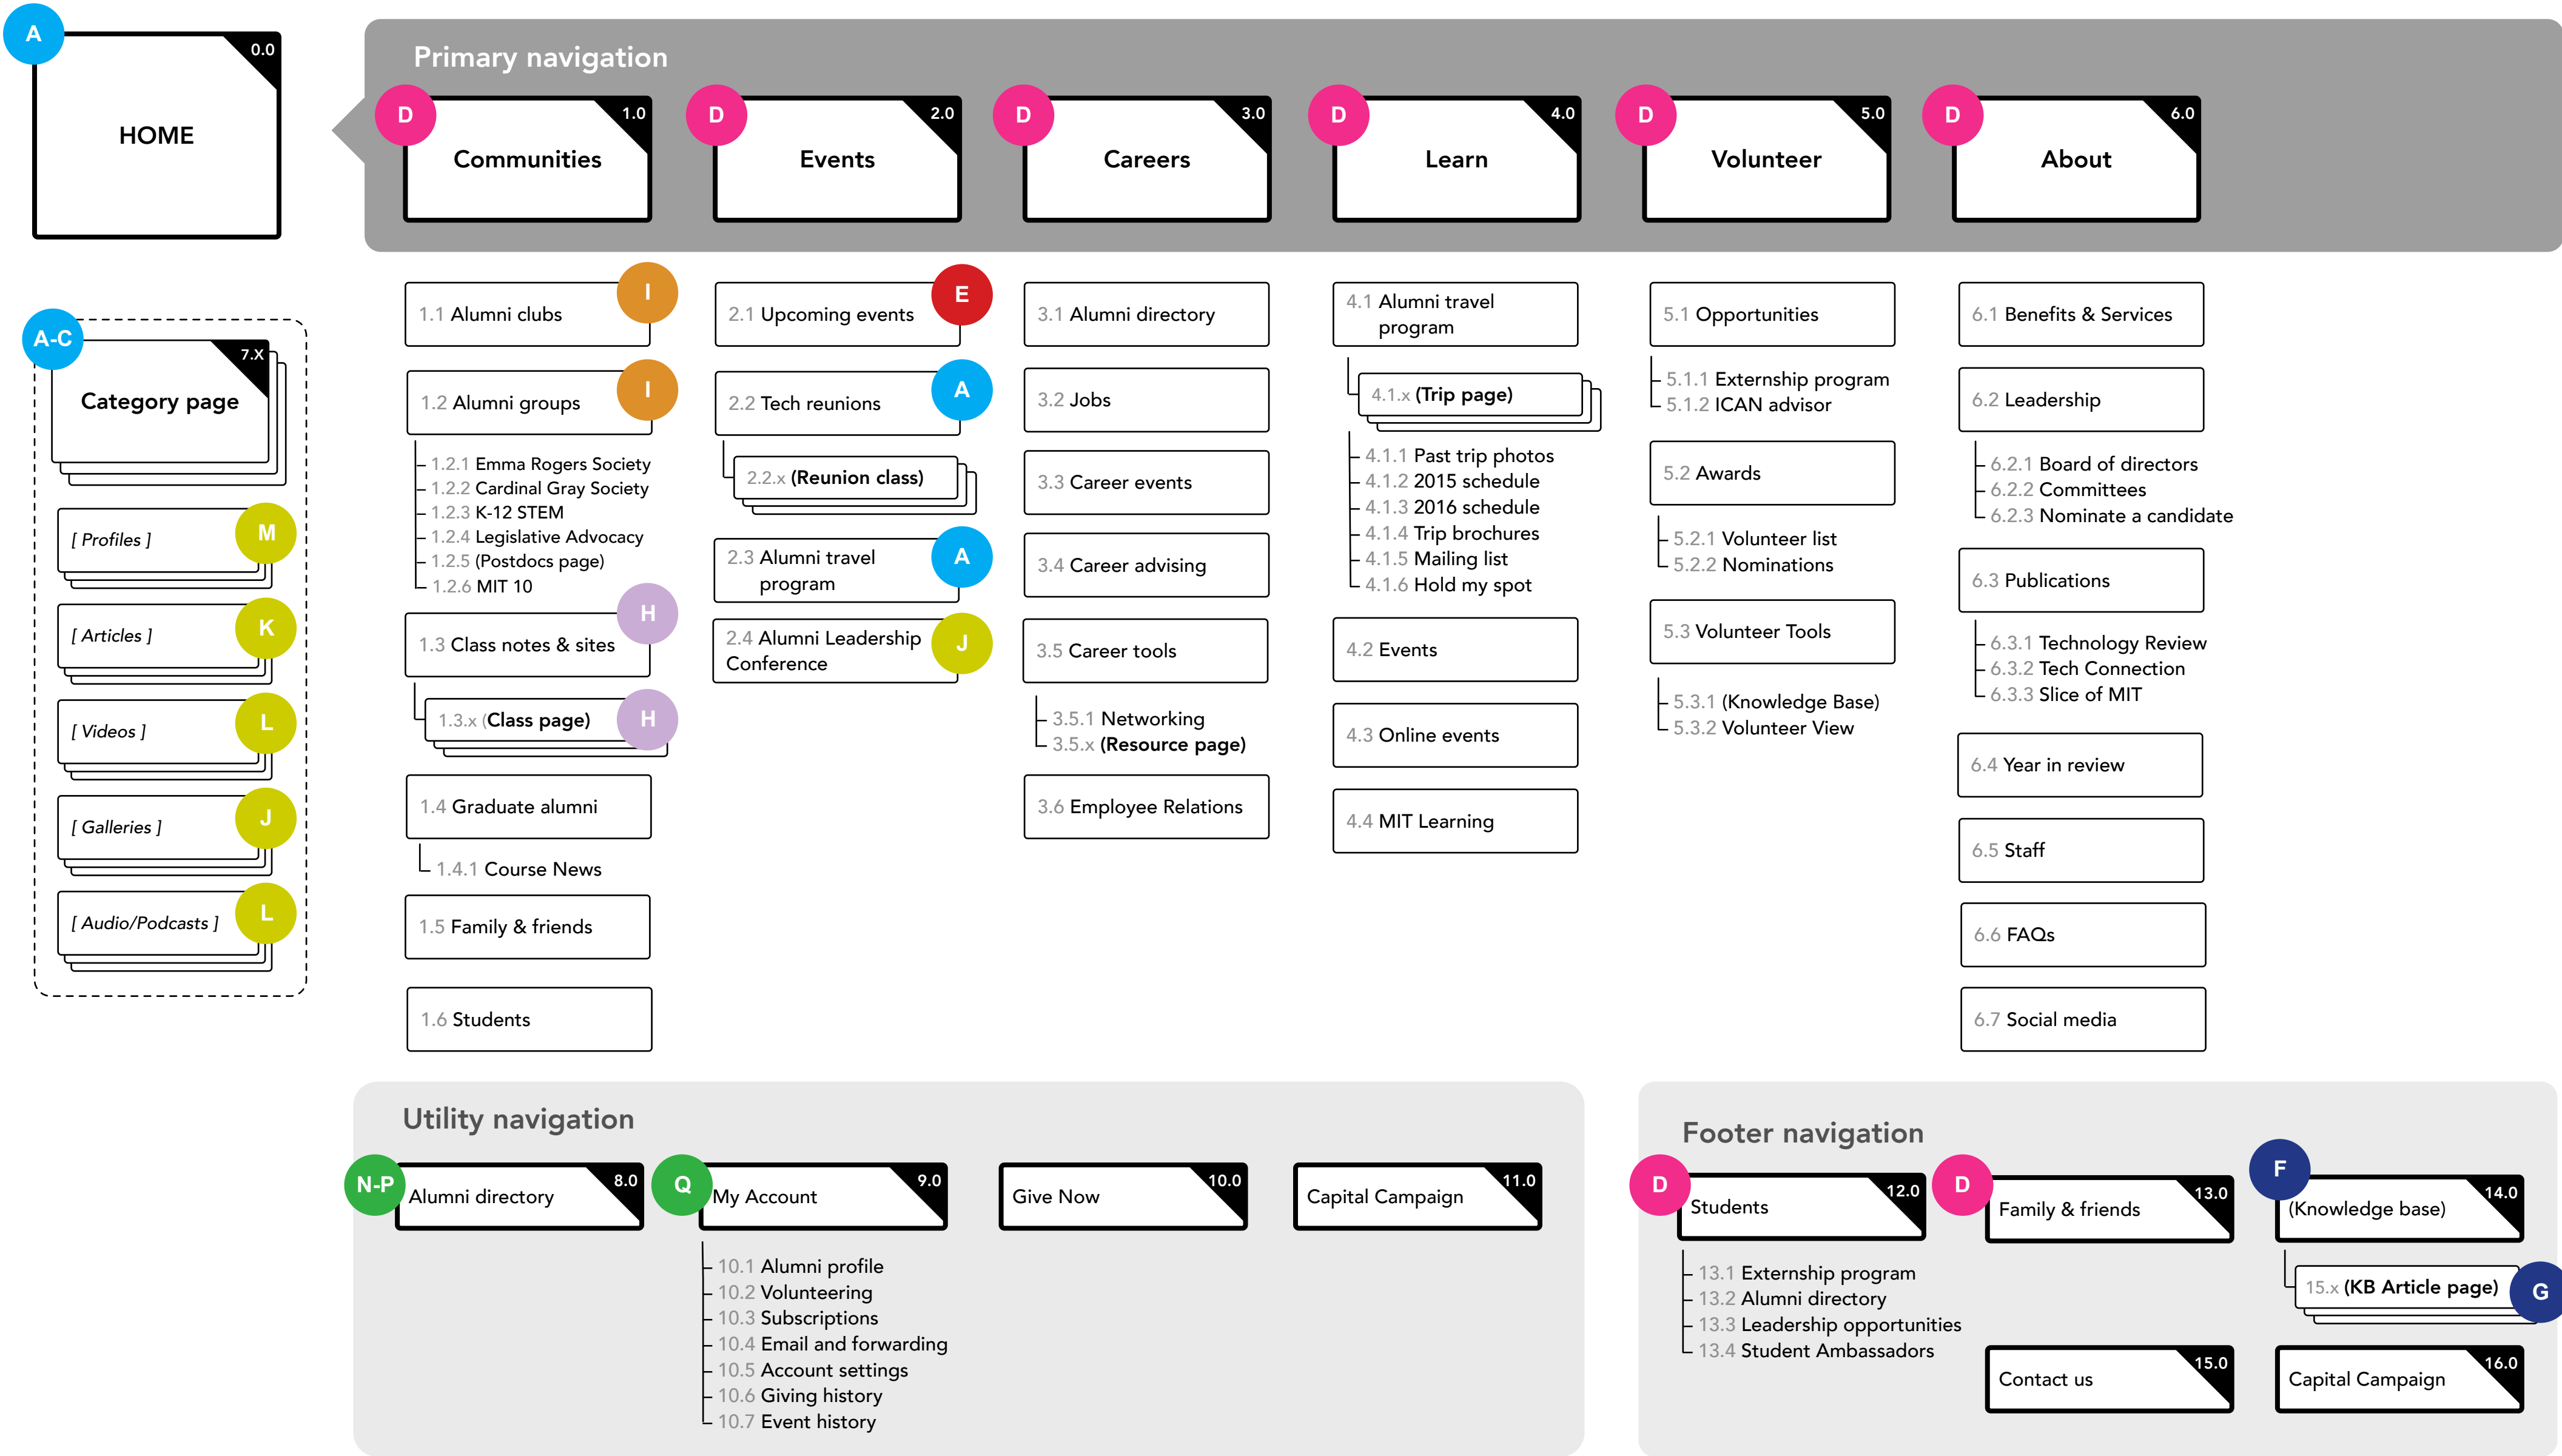 A
0.0
HOME
Primary navigation
D
1.0
Communities
D
2.0
Events
D
3.0
Careers
D
4.0
Learn
D
5.0
Volunteer
D
6.0
About
A-C
7.X
Category page
[ Profiles ]
M
[ Articles ]
K
[ Videos ]
L
[ Galleries ]
J
[ Audio/Podcasts ]
L
1.1 Alumni clubs
I
1.2 Alumni groups
I
1.2.1 Emma Rogers Society
1.2.2 Cardinal Gray Society
1.2.3 K-12 STEM
1.2.4 Legislative Advocacy
1.2.5 (Postdocs page)
1.2.6 MIT 10
1.3 Class notes & sites
H
1.3.x (Class page)
H
1.4 Graduate alumni
1.4.1 Course News
1.5 Family & friends
1.6 Students
2.1 Upcoming events
E
2.2 Tech reunions
A
2.2.x (Reunion class)
2.3 Alumni travel
program
A
2.4 Alumni Leadership
Conference
J
3.1 Alumni directory
3.2 Jobs
3.3 Career events
3.4 Career advising
3.5 Career tools
3.5.1 Networking
3.5.x (Resource page)
3.6 Employee Relations
4.1 Alumni travel
program
4.1.x (Trip page)
4.1.1 Past trip photos
4.1.2 2015 schedule
4.1.3 2016 schedule
4.1.4 Trip brochures
4.1.5 Mailing list
4.1.6 Hold my spot
4.2 Events
4.3 Online events
4.4 MIT Learning
5.1 Opportunities
5.1.1 Externship program
5.1.2 ICAN advisor
5.2 Awards
5.2.1 Volunteer list
5.2.2 Nominations
5.3 Volunteer Tools
5.3.1 (Knowledge Base)
5.3.2 Volunteer View
6.1 Benefits & Services
6.2 Leadership
6.2.1 Board of directors
6.2.2 Committees
6.2.3 Nominate a candidate
6.3 Publications
6.3.1 Technology Review
6.3.2 Tech Connection
6.3.3 Slice of MIT
6.4 Year in review
6.5 Staff
6.6 FAQs
6.7 Social media
Utility navigation
N-P
Alumni directory
8.0
Q
My Account
9.0
10.1 Alumni profile
10.2 Volunteering
10.3 Subscriptions
10.4 Email and forwarding
10.5 Account settings
10.6 Giving history
10.7 Event history
Give Now
10.0
Capital Campaign
11.0
Footer navigation
D
Students
12.0
13.1 Externship program
13.2 Alumni directory
13.3 Leadership opportunities
13.4 Student Ambassadors
D
Family & friends
13.0
F
(Knowledge base)
14.0
15.x (KB Article page)
G
Contact us
15.0
Capital Campaign
16.0